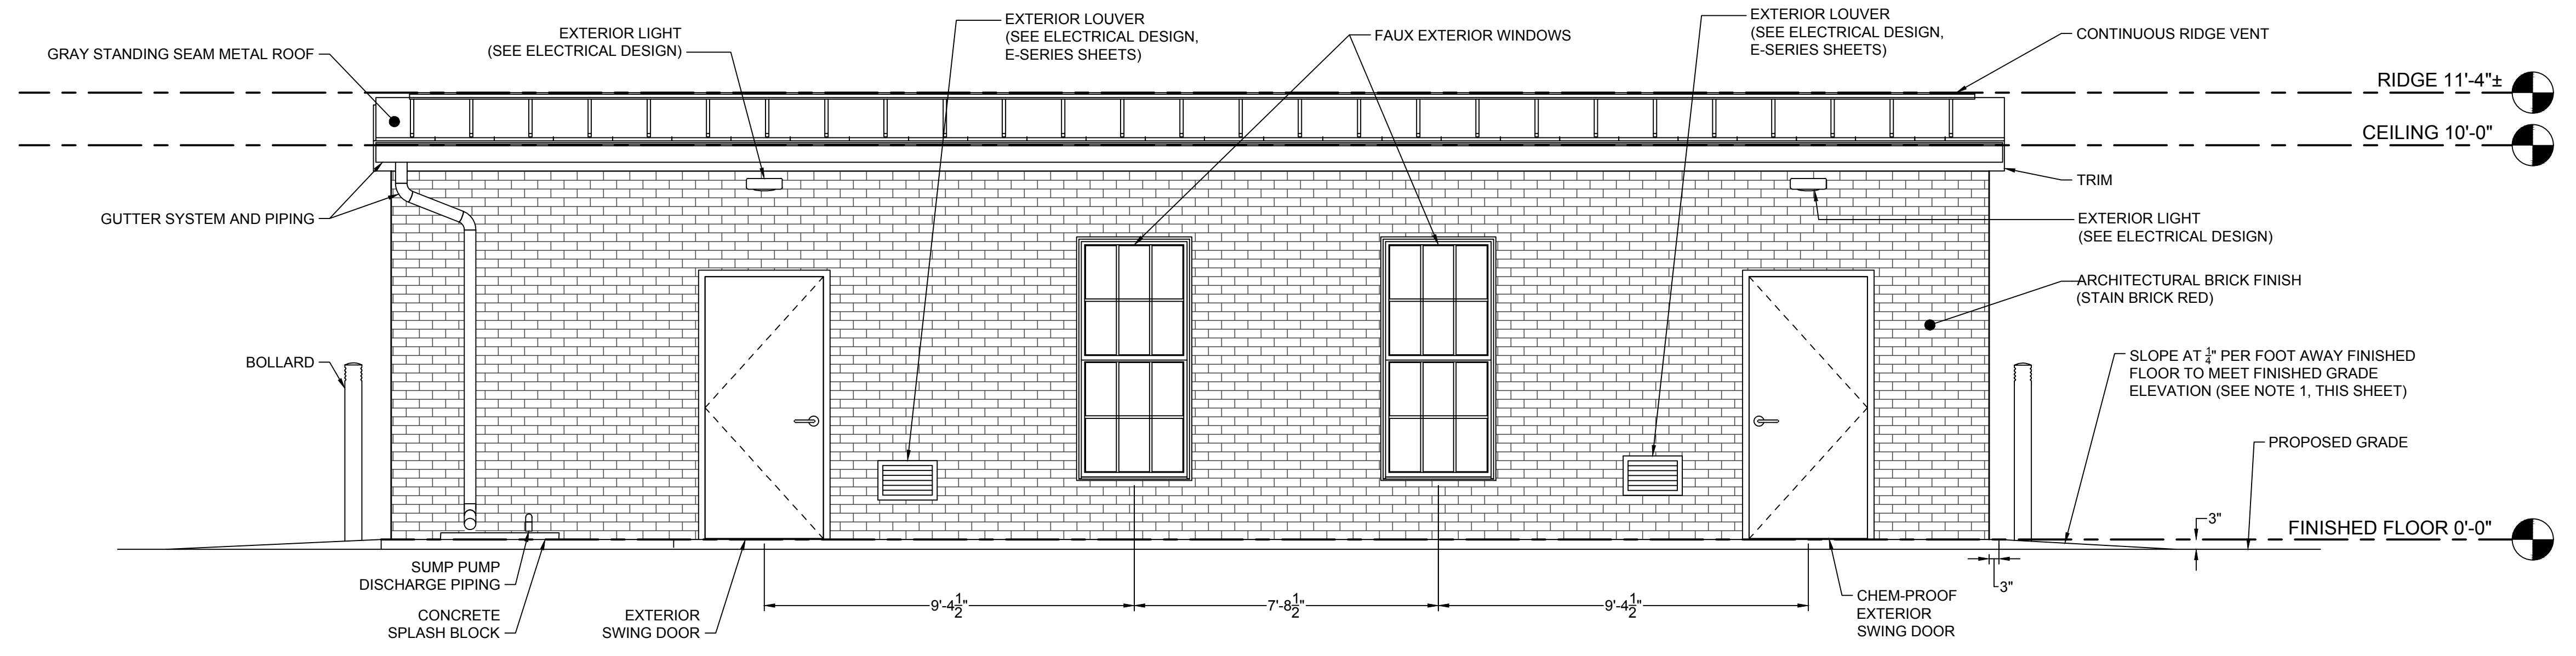 EXTERIOR LOUVER
(SEE ELECTRICAL DESIGN,
E-SERIES SHEETS)
EXTERIOR LOUVER
(SEE ELECTRICAL DESIGN,
E-SERIES SHEETS)
EXTERIOR LIGHT
(SEE ELECTRICAL DESIGN)
FAUX EXTERIOR WINDOWS
CONTINUOUS RIDGE VENT
GRAY STANDING SEAM METAL ROOF
RIDGE 11'-4"±
CEILING 10'-0"
TRIM
GUTTER SYSTEM AND PIPING
EXTERIOR LIGHT
(SEE ELECTRICAL DESIGN)
ARCHITECTURAL BRICK FINISH
(STAIN BRICK RED)
BOLLARD
SLOPE AT 1/4" PER FOOT AWAY FINISHED
FLOOR TO MEET FINISHED GRADE
ELEVATION (SEE NOTE 1, THIS SHEET)
PROPOSED GRADE
3"
FINISHED FLOOR 0'-0"
SUMP PUMP
DISCHARGE PIPING
3"
CONCRETE
SPLASH BLOCK
EXTERIOR
SWING DOOR
9'-4 1/2"
7'-8 1/2"
9'-4 1/2"
CHEM-PROOF
EXTERIOR
SWING DOOR